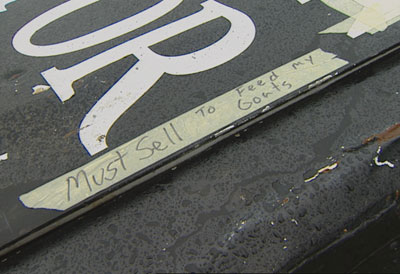 OR
Must Sell To Feed my
Goats